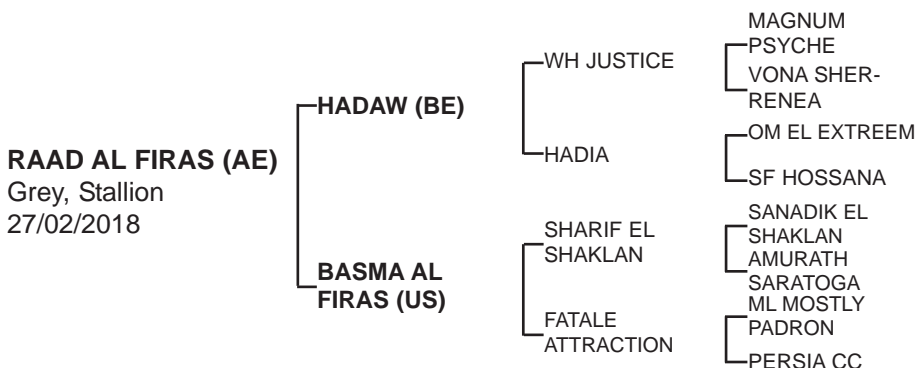 RAAD AL FIRAS (AE)
Grey, Stallion
27/02/2018
HADAW (BE)
BASMA AL
FIRAS (US)
WH JUSTICE
HADIA
SHARIF EL
SHAKLAN
FATALE
ATTRACTION
MAGNUM
PSYCHE
VONA SHER-
RENEA
OM EL EXTREEM
SF HOSSANA
SANADIK EL
SHAKLAN
AMURATH
SARATOGA
ML MOSTLY
PADRON
PERSIA CC